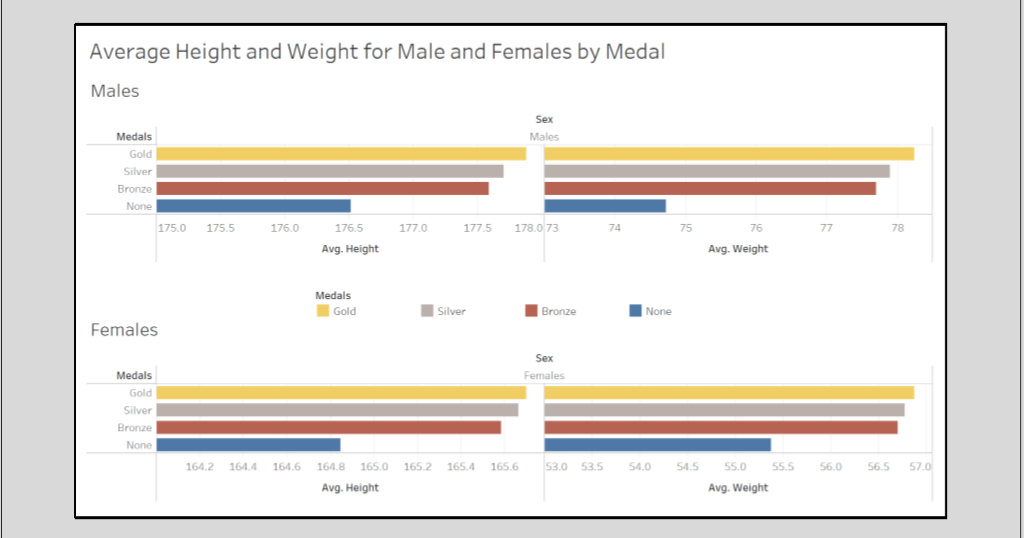 Average Height and Weight for Male and Females by Medal
Males
Sex
Medals Males
Gold
Silver
Bronze
None
175.0 175.5 176.0 176.5 177.0 177.5 178.0 73 74 75 76 77 78
Avg. Height Avg. Weight
Medals
Gold Silver Bronze None
Females
Sex
Medals Females
Gold
Silver
Bronze
None
164.2 164.4 164.6 164.8 165.0 165.2 165.4 165.6 53.0 53.5 54.0 54.5 55.0 55.5 56.0 56.5 57.0
Avg. Height Avg. Weight